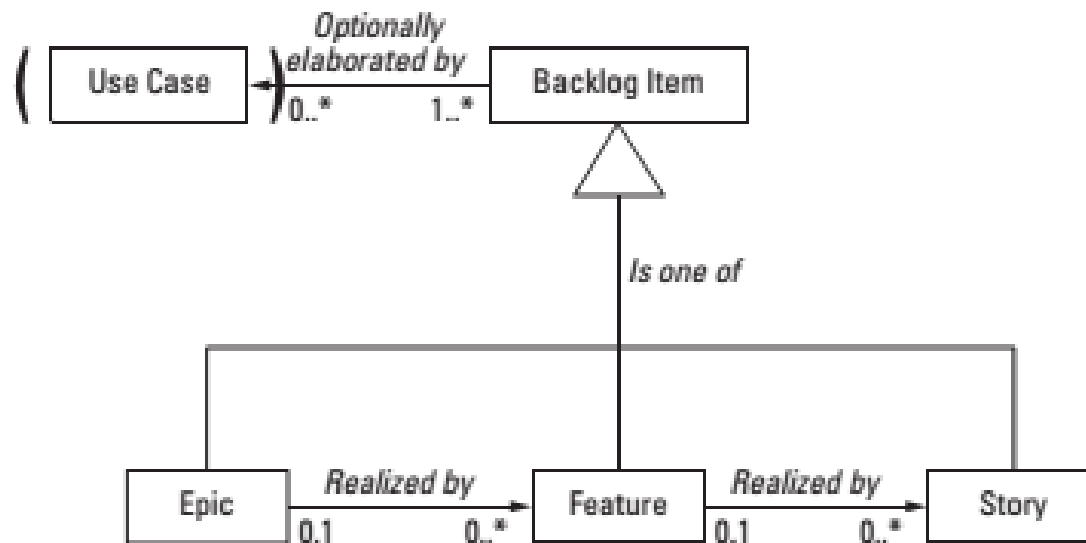 Optionally
elaborated by
( Use Case )
Backlog Item
0..*
1..*
Is one of
Epic
Realized by
Feature
Realized by
Story
0.1
0..*
0.1
0..*